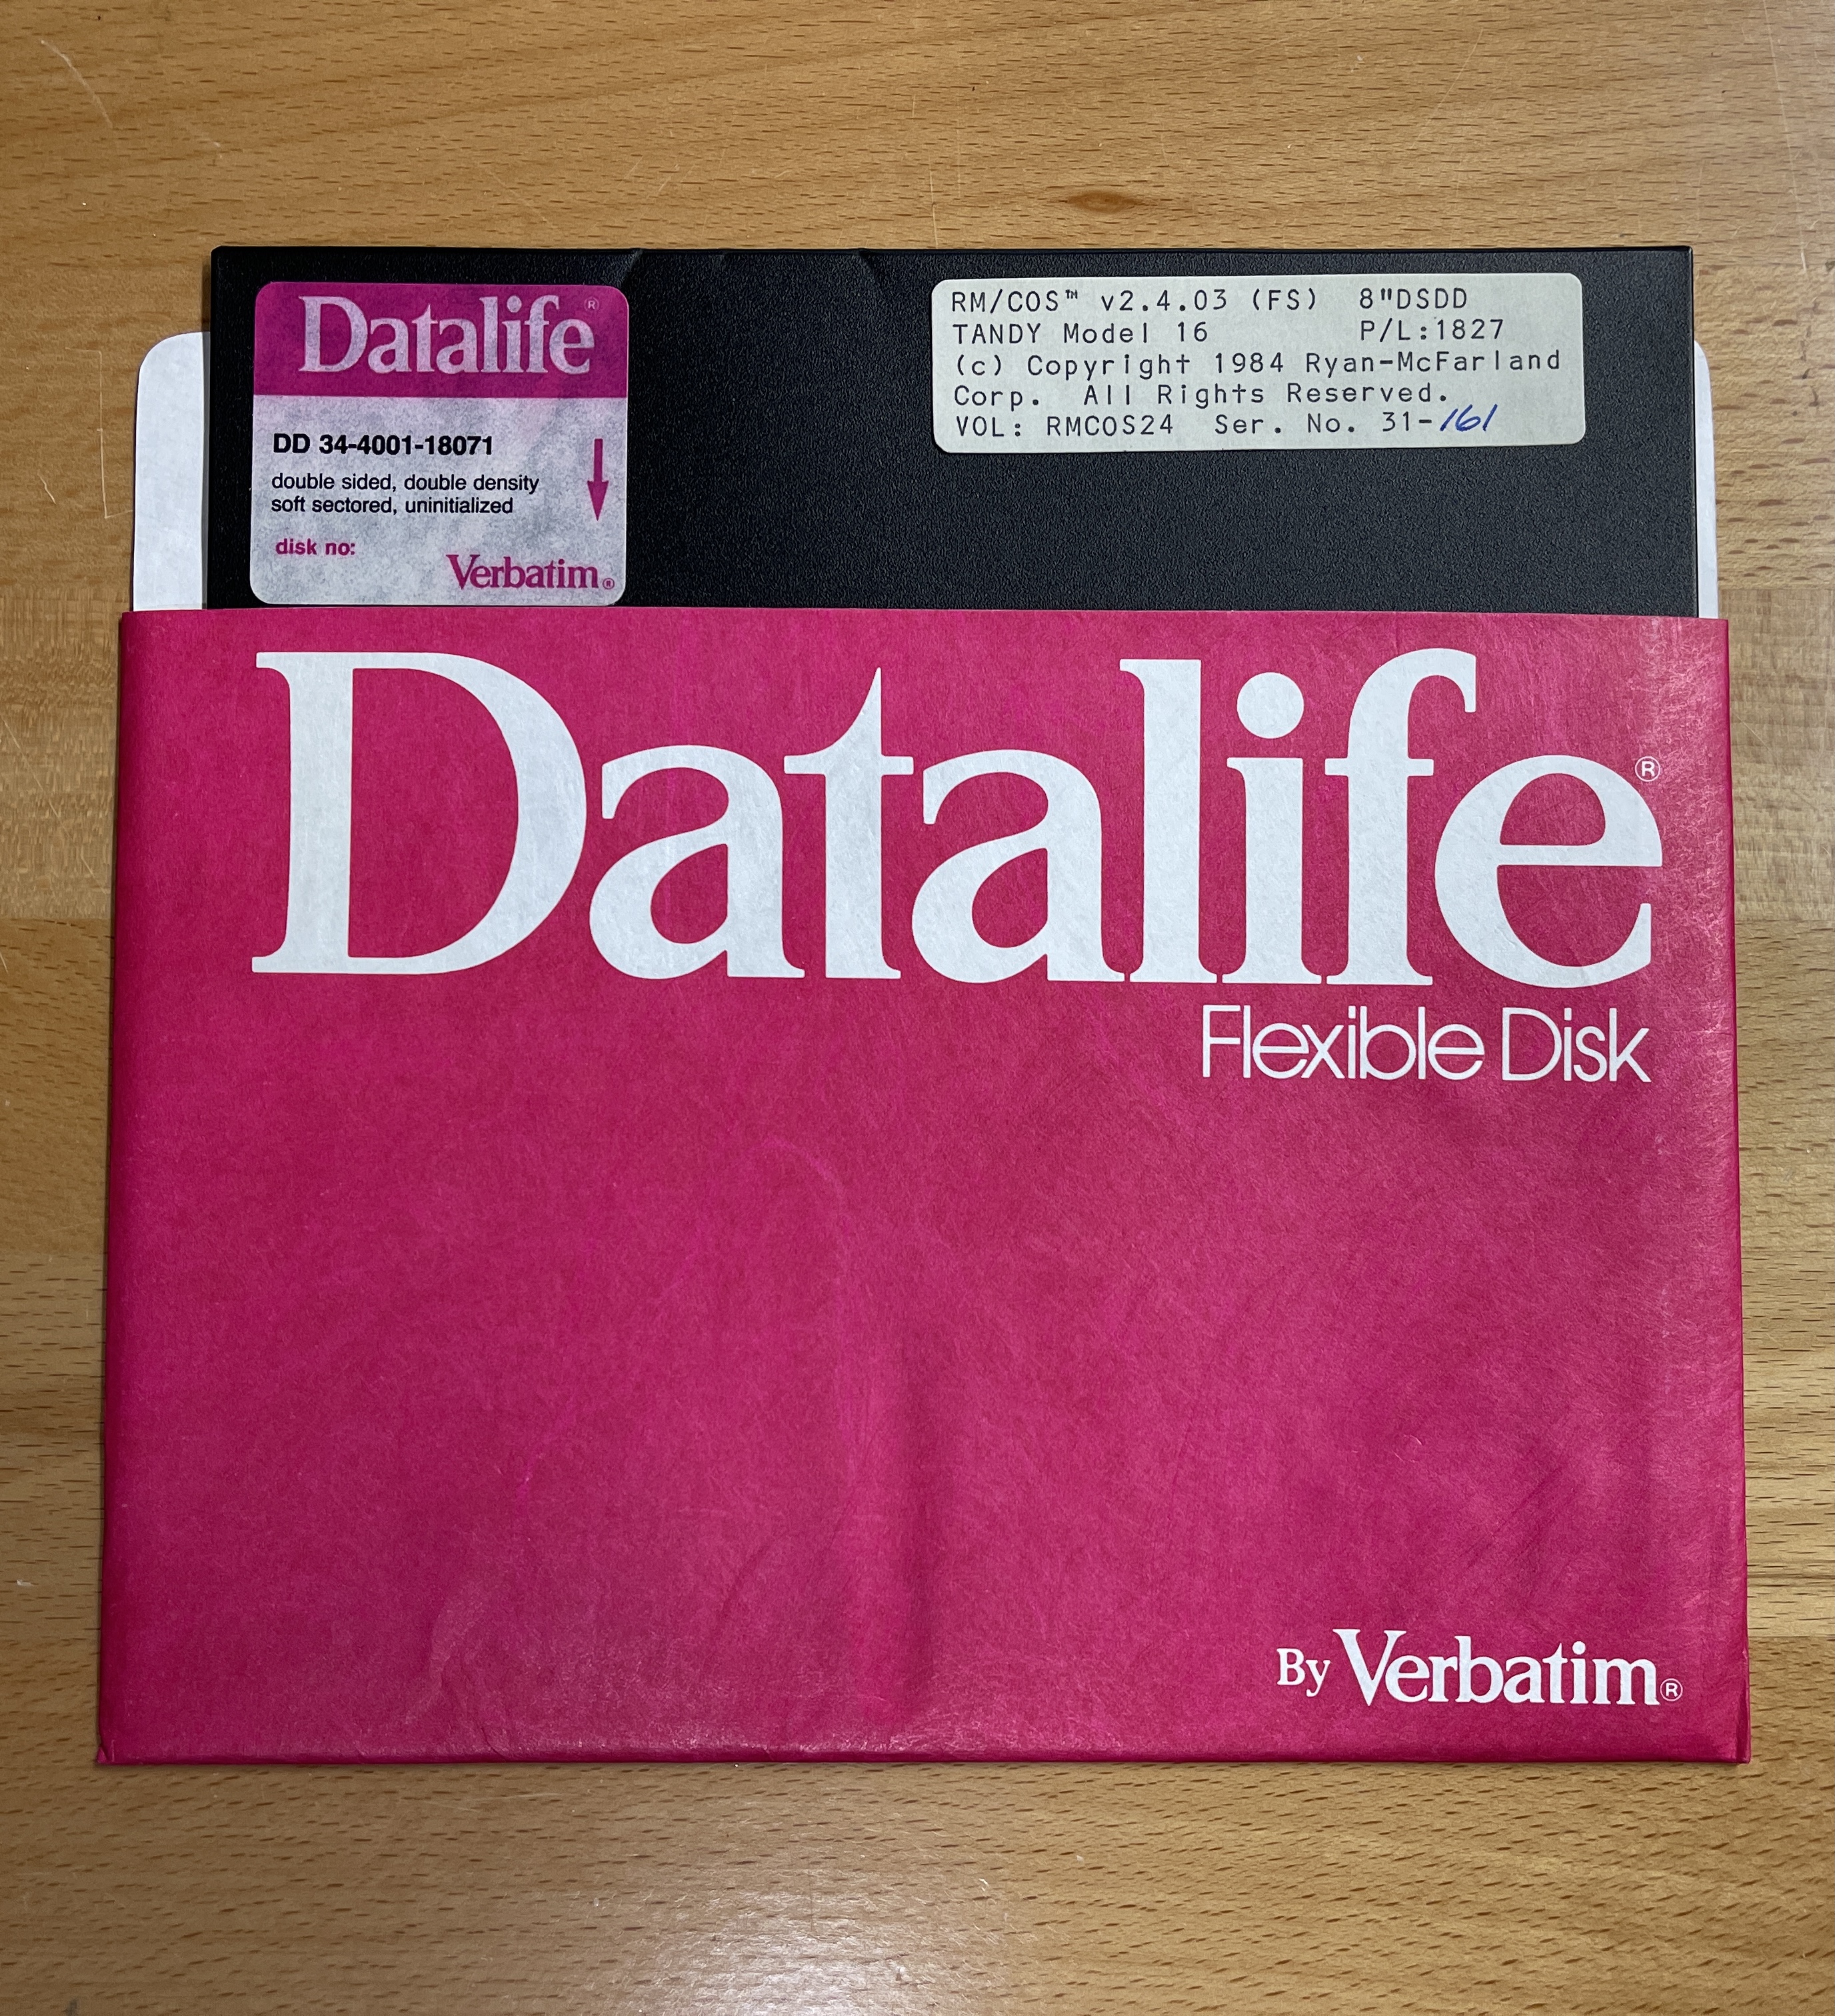 Datalife®
DD 34-4001-18071
double sided, double density
soft sectored, uninitialized
disk no:
Verbatim®
RM/COS™ v2.4.03 (FS) 8"DSDD
TANDY Model 16 P/L:1827
(c) Copyright 1984 Ryan-McFarland
Corp. All Rights Reserved.
VOL: RMCOS24 Ser. No. 31-161
Datalife®
Flexible Disk
By Verbatim®